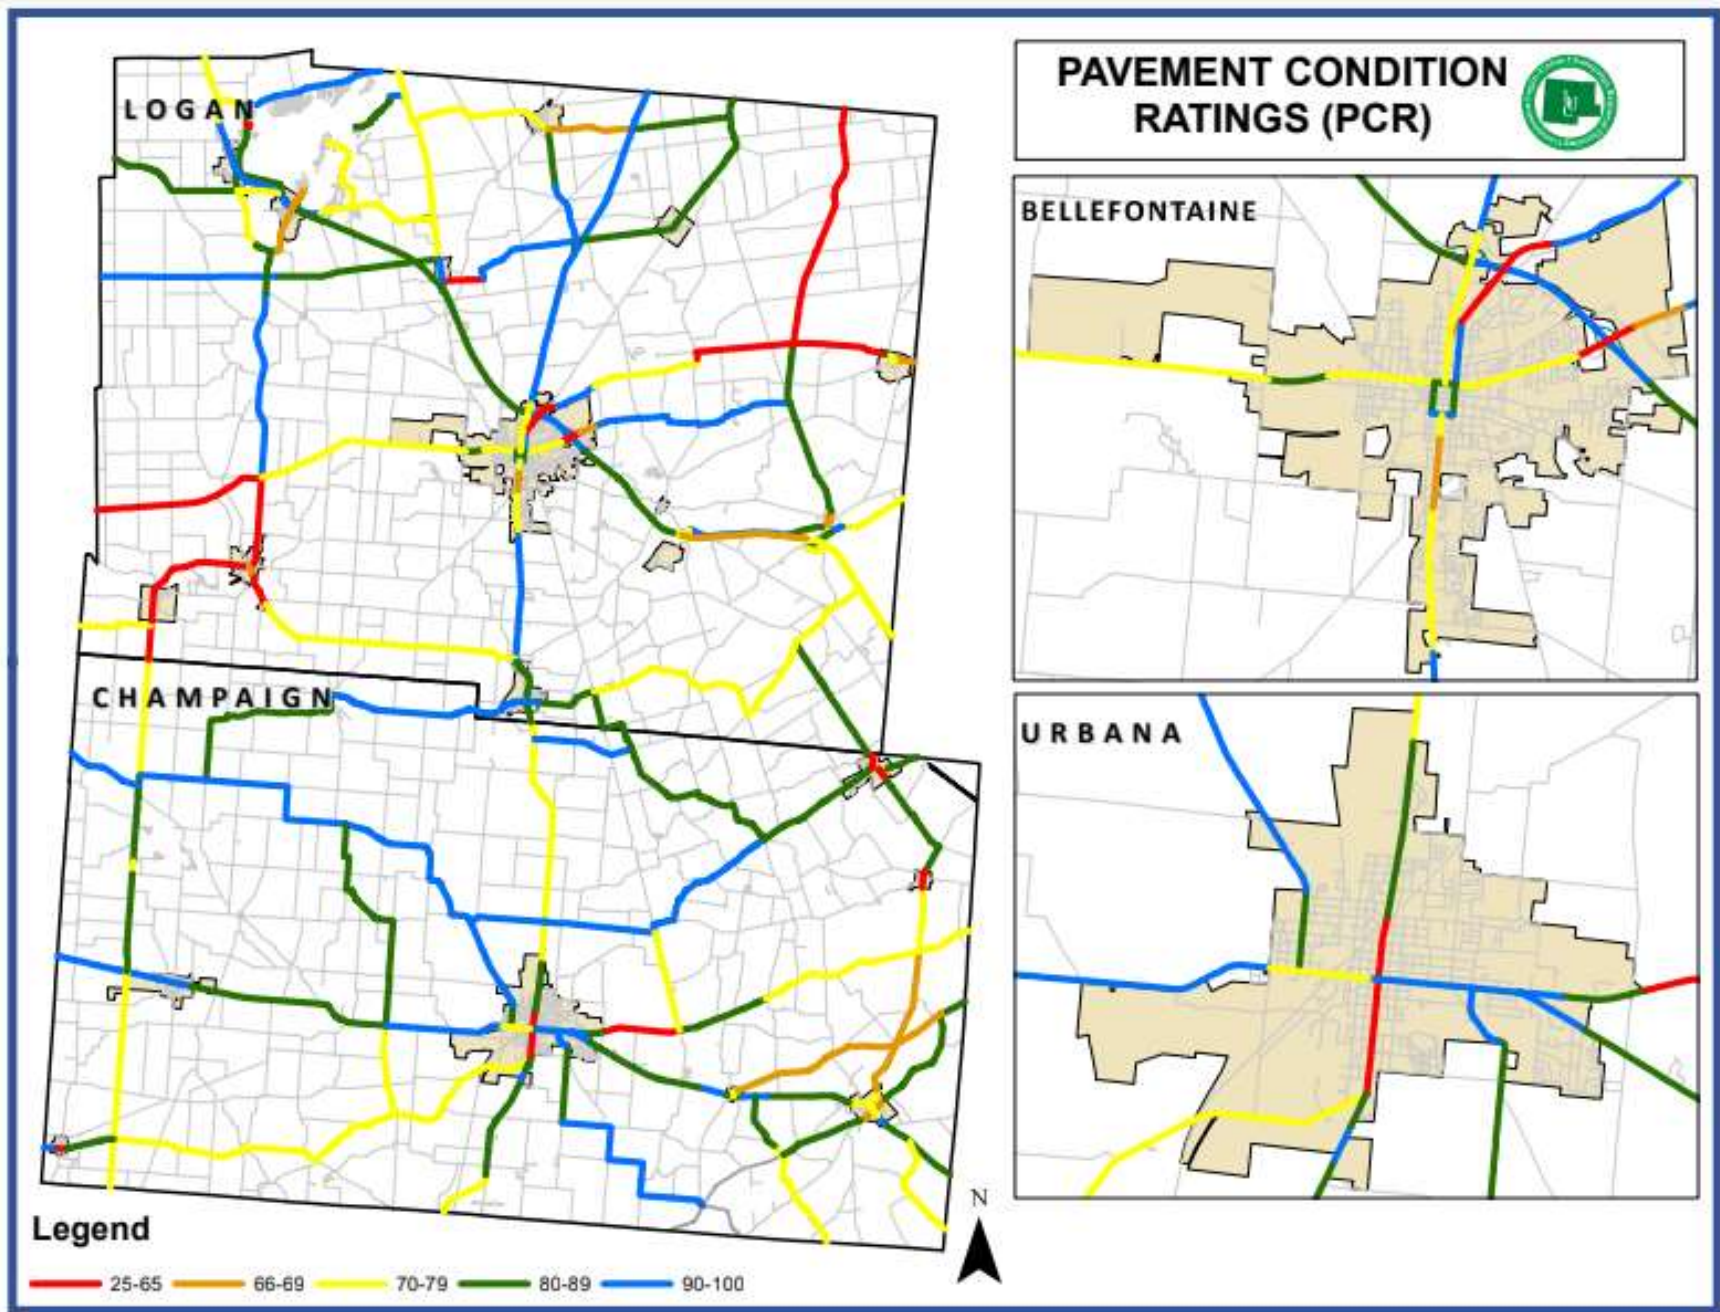 PAVEMENT CONDITION
RATINGS (PCR)
LOGAN
CHAMPAIGN
BELLEFONTAINE
URBANA
N
Legend
25-65 66-69 70-79 80-89 90-100